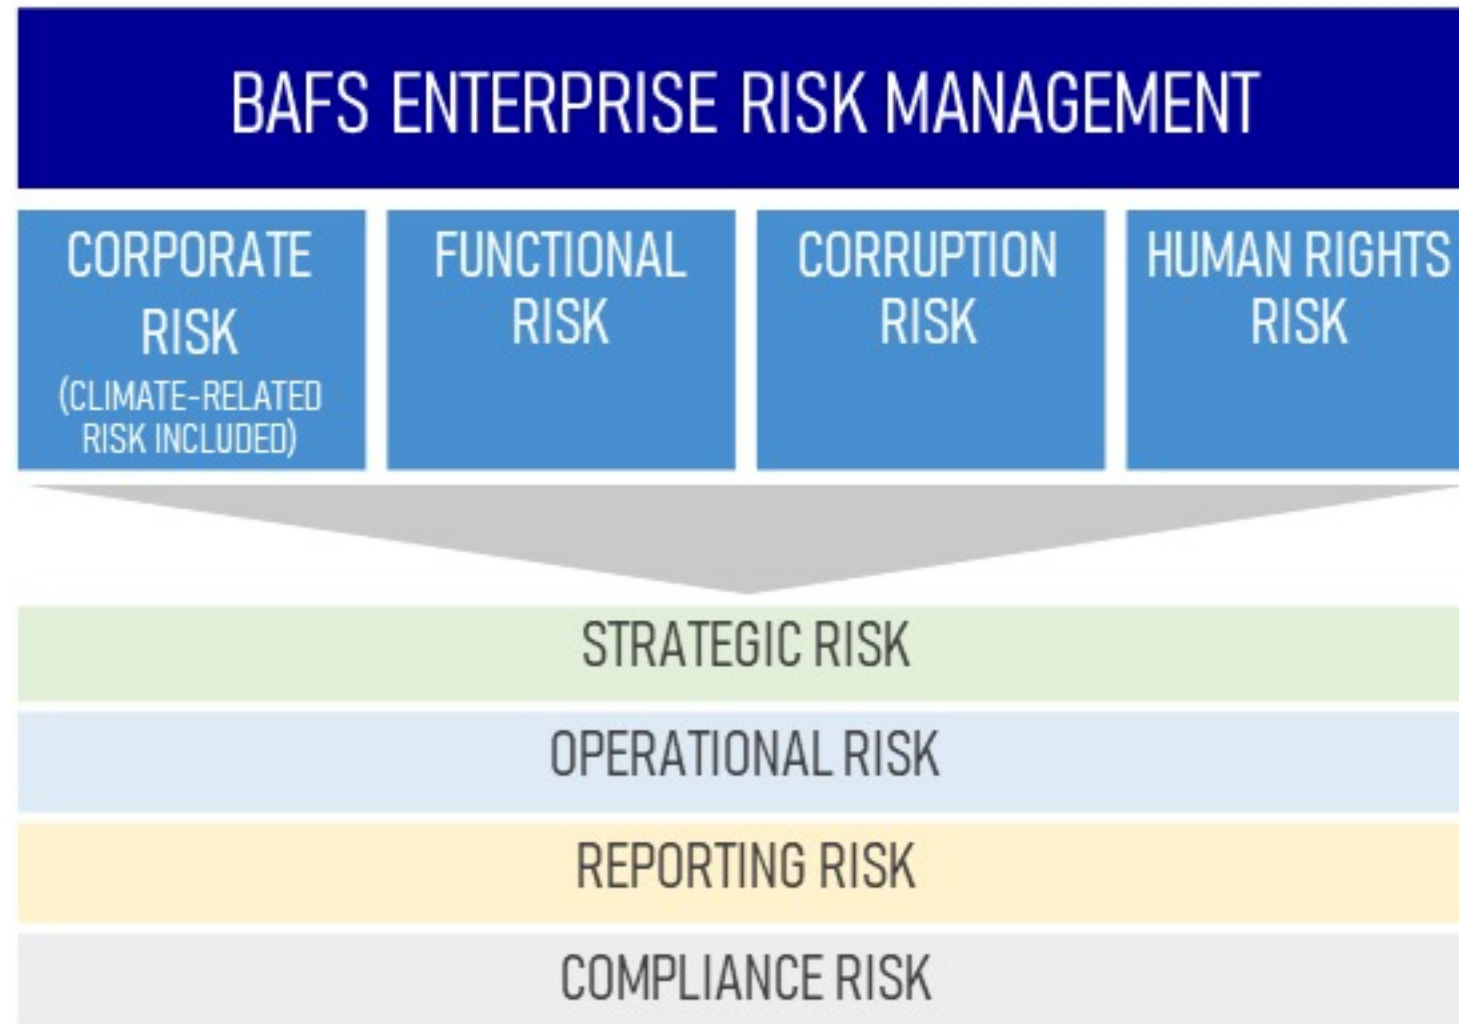 BAFS ENTERPRISE RISK MANAGEMENT
CORPORATE
RISK
(CLIMATE-RELATED
RISK INCLUDED)
FUNCTIONAL
RISK
CORRUPTION
RISK
HUMAN RIGHTS
RISK
STRATEGIC RISK
OPERATIONAL RISK
REPORTING RISK
COMPLIANCE RISK